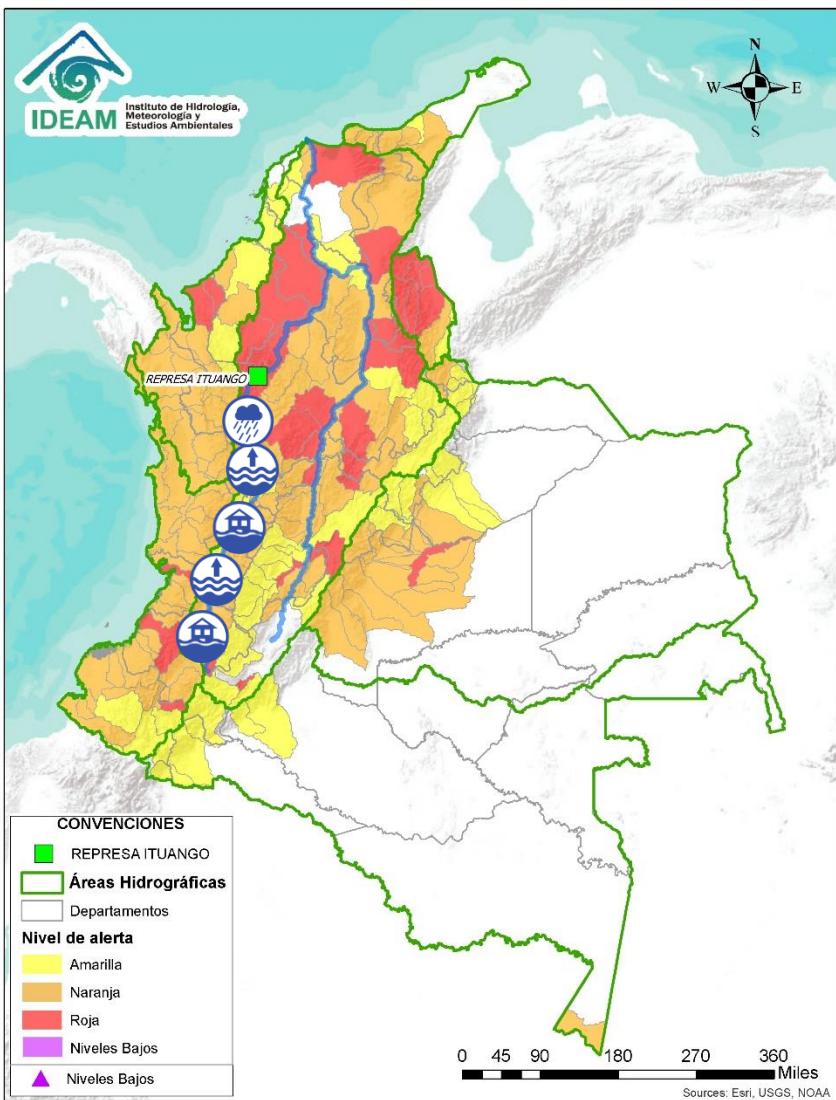 IDEAM
Instituto de Hidrología,
Meteorología y
Estudios Ambientales
N
W
E
S
REPRESA ITUANGO
CONVENCIONES
REPRESA ITUANGO
Áreas Hidrográficas
Departamentos
Nivel de alerta
Amarilla
Naranja
Roja
Niveles Bajos
Niveles Bajos
0 45 90 180 270 360
Miles
Sources: Esri, USGS, NOAA